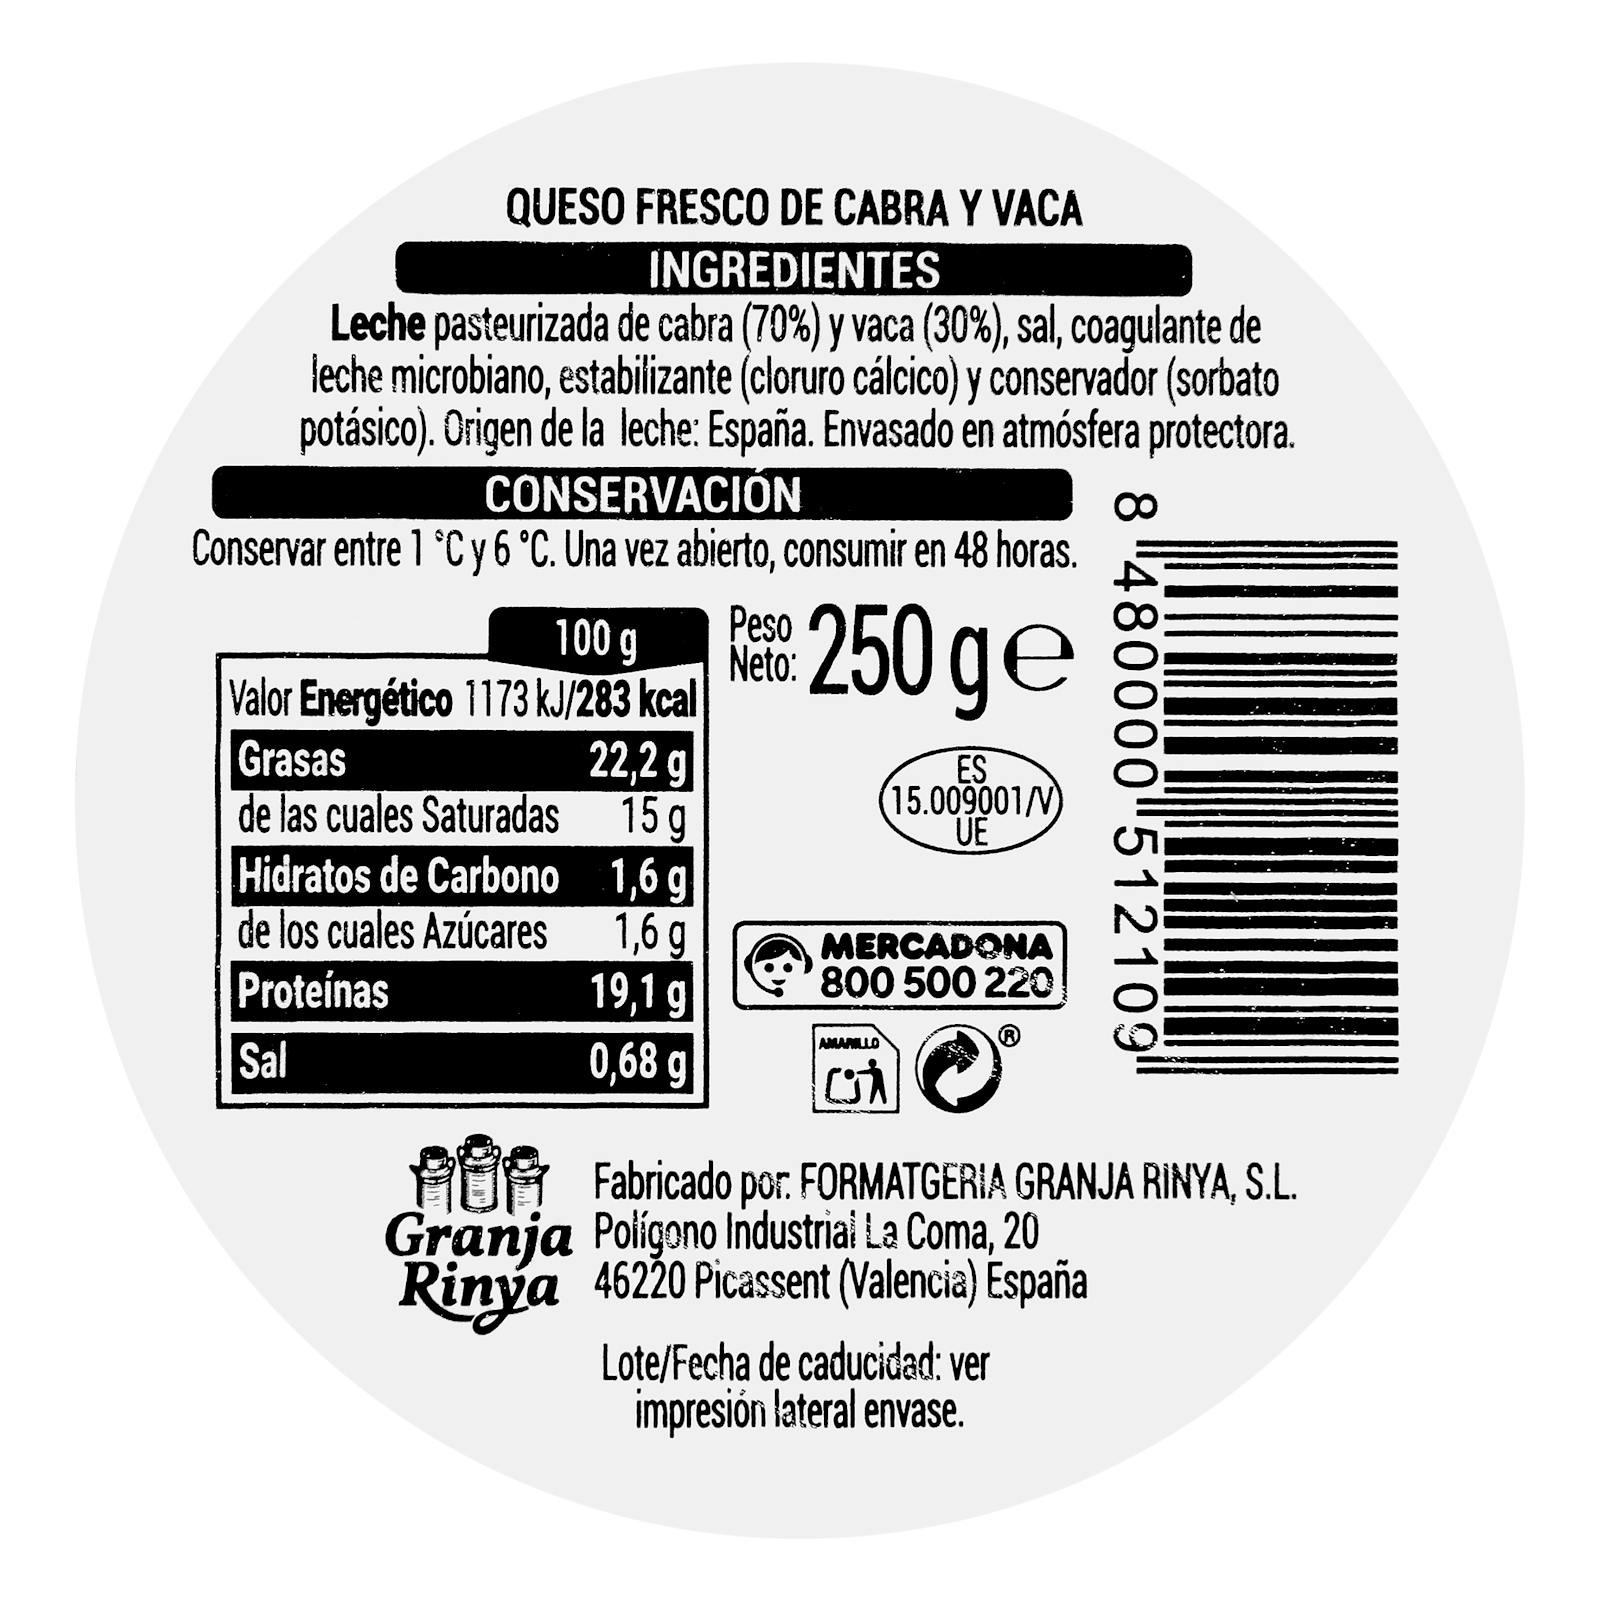 QUESO FRESCO DE CABRA Y VACA
INGREDIENTES
Leche pasteurizada de cabra (70%) y vaca (30%), sal, coagulante de
leche microbiano, estabilizante (cloruro cálcico) y conservador (sorbato
potásico). Origen de la leche: España. Envasado en atmósfera protectora.
CONSERVACIÓN
Conservar entre 1 °C y 6 °C. Una vez abierto, consumir en 48 horas.
100 g
Valor Energético 1173 kJ/283 kcal
Grasas 22,2 g
de las cuales Saturadas 15 g
Hidratos de Carbono 1,6 g
de los cuales Azúcares 1,6 g
Proteínas 19,1 g
Sal 0,68 g
Peso
Neto: 250 g e
ES
15.009001/V
UE
MERCADONA
800 500 220
AMARILLO
®
8 480000 512109
Granja
Rinya
Fabricado por: FORMATGERIA GRANJA RINYA, S.L.
Polígono Industrial La Coma, 20
46220 Picassent (Valencia) España
Lote/Fecha de caducidad: ver
impresión lateral envase.